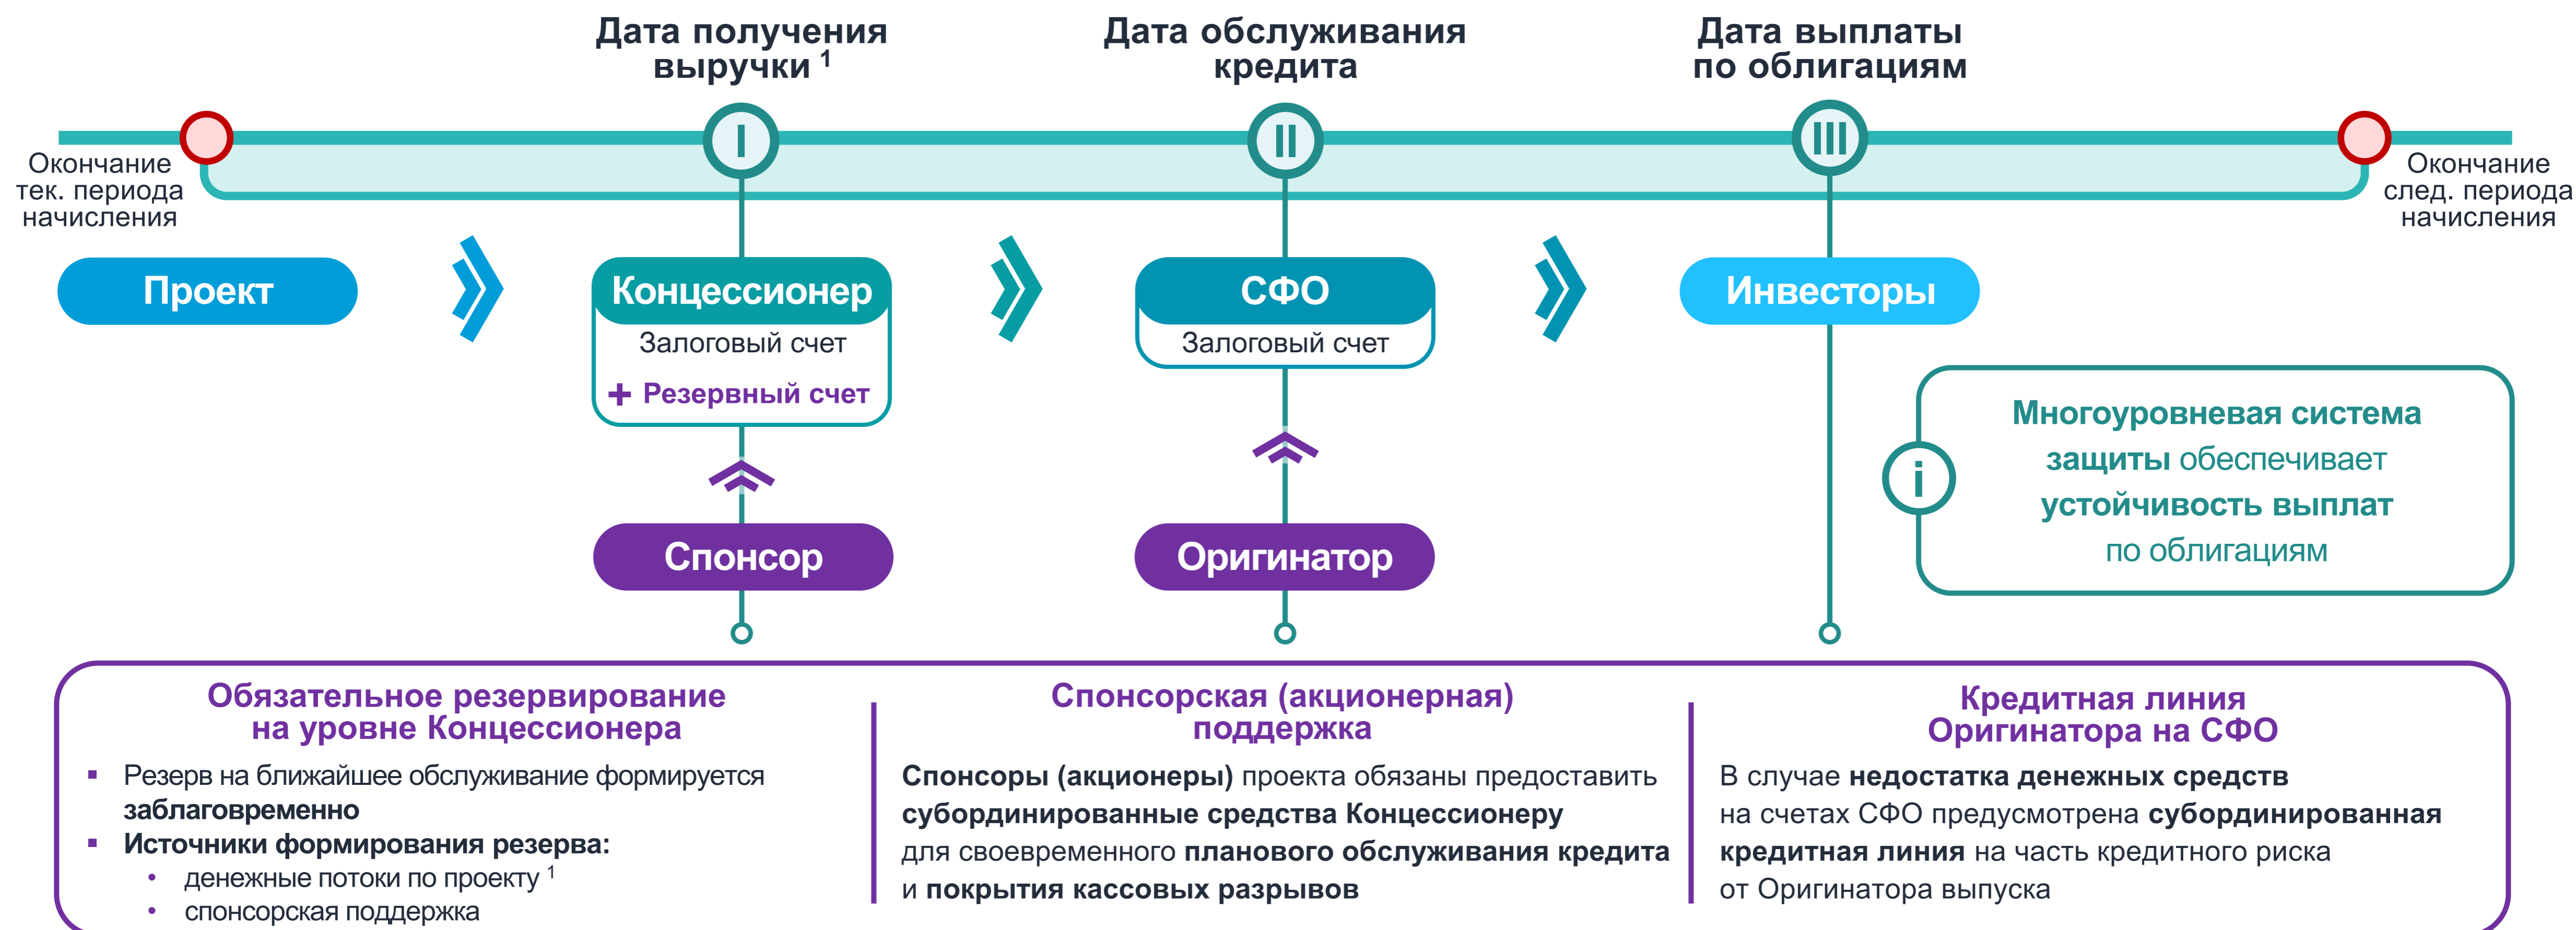 Дата получения
выручки 1
Дата обслуживания
кредита
Дата выплаты
по облигациям
I
II
III
Окончание
тек. периода
начисления
Окончание
след. периода
начисления
Проект
Концессионер
Залоговый счет
+ Резервный счет
СФО
Залоговый счет
Инвесторы
Спонсор
Оригинатор
i
Многоуровневая система
защиты обеспечивает
устойчивость выплат
по облигациям
Обязательное резервирование
на уровне Концессионера
▪ Резерв на ближайшее обслуживание формируется
заблаговременно
▪ Источники формирования резерва:
• денежные потоки по проекту 1
• спонсорская поддержка
Спонсорская (акционерная)
поддержка
Спонсоры (акционеры) проекта обязаны предоставить
субординированные средства Концессионеру
для своевременного планового обслуживания кредита
и покрытия кассовых разрывов
Кредитная линия
Оригинатора на СФО
В случае недостатка денежных средств
на счетах СФО предусмотрена субординированная
кредитная линия на часть кредитного риска
от Оригинатора выпуска